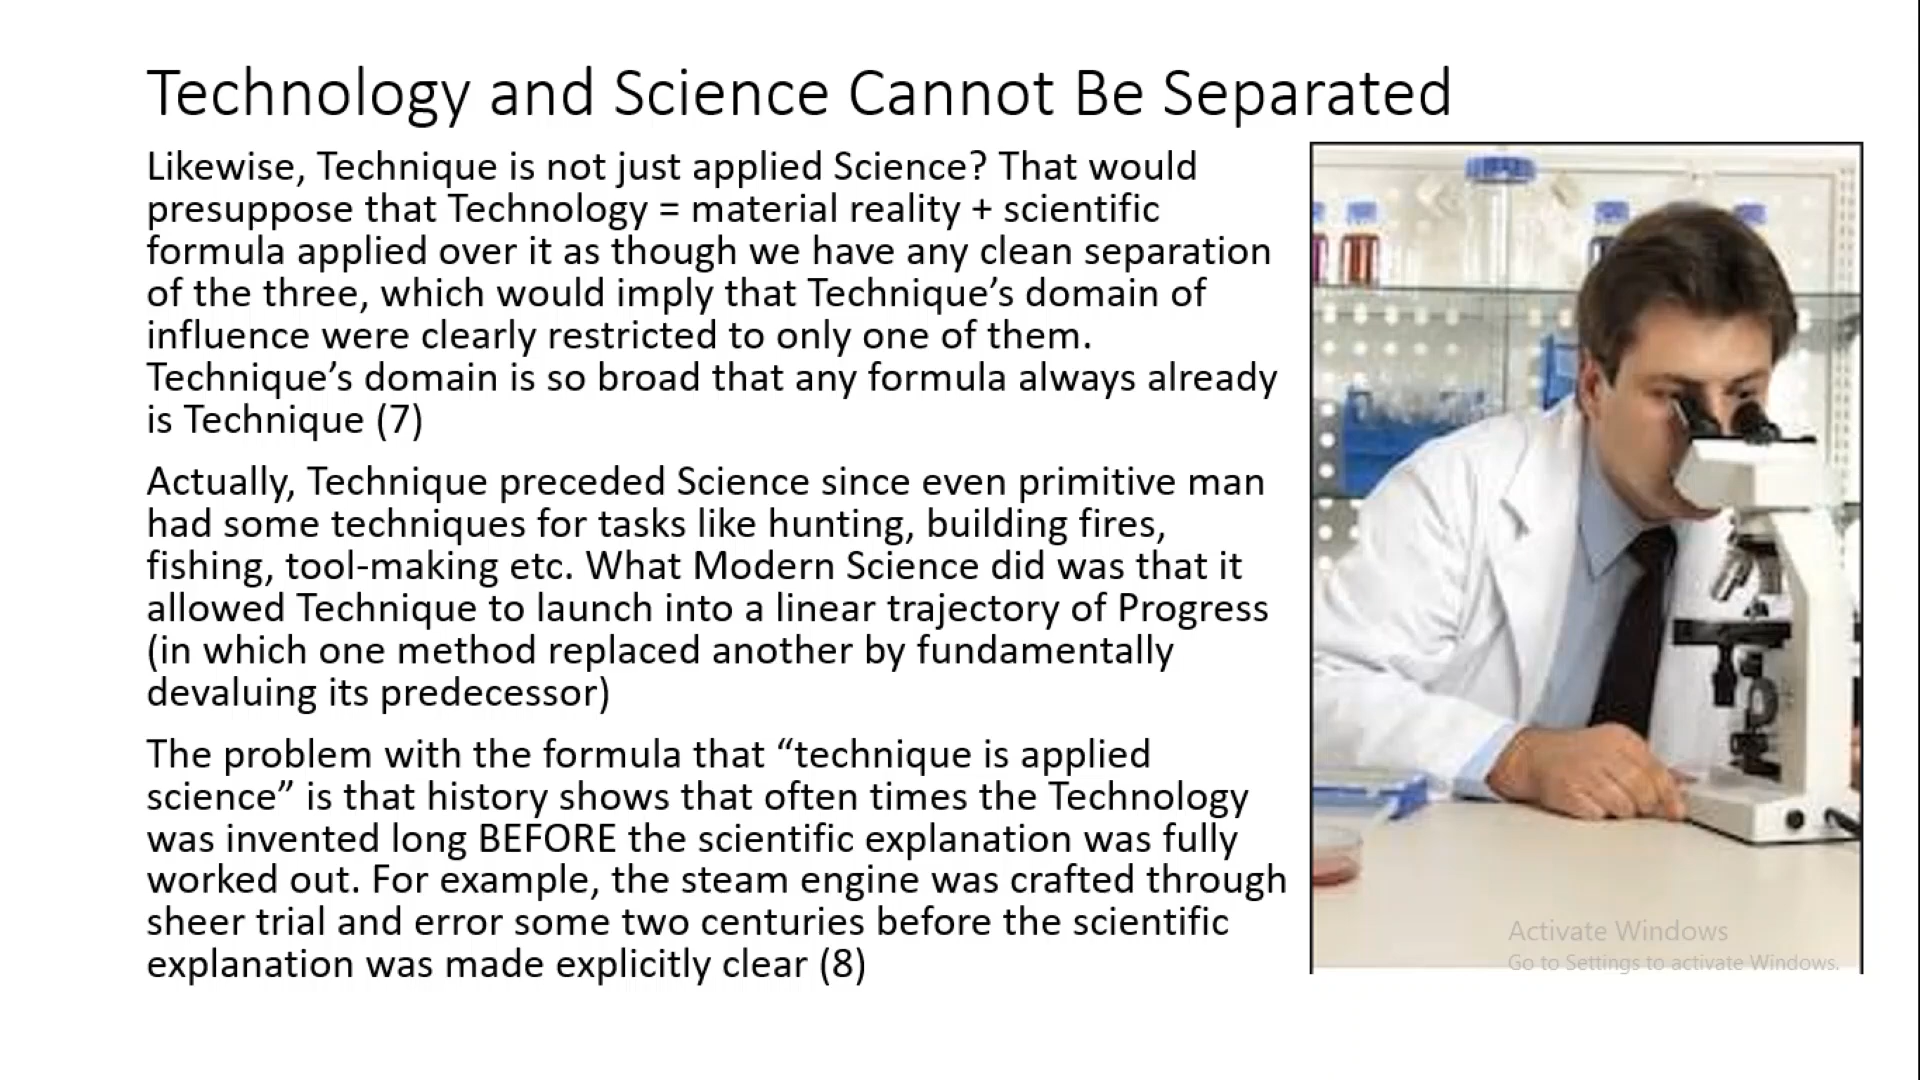 Technology and Science Cannot Be Separated
Likewise, Technique is not just applied Science? That would
presuppose that Technology = material reality + scientific
formula applied over it as though we have any clean separation
of the three, which would imply that Technique’s domain of
influence were clearly restricted to only one of them.
Technique’s domain is so broad that any formula always already
is Technique (7)
Actually, Technique preceded Science since even primitive man
had some techniques for tasks like hunting, building fires,
fishing, tool-making etc. What Modern Science did was that it
allowed Technique to launch into a linear trajectory of Progress
(in which one method replaced another by fundamentally
devaluing its predecessor)
The problem with the formula that “technique is applied
science” is that history shows that often times the Technology
was invented long BEFORE the scientific explanation was fully
worked out. For example, the steam engine was crafted through
sheer trial and error some two centuries before the scientific
explanation was made explicitly clear (8)
Activate Windows
Go to Settings to activate Windows.